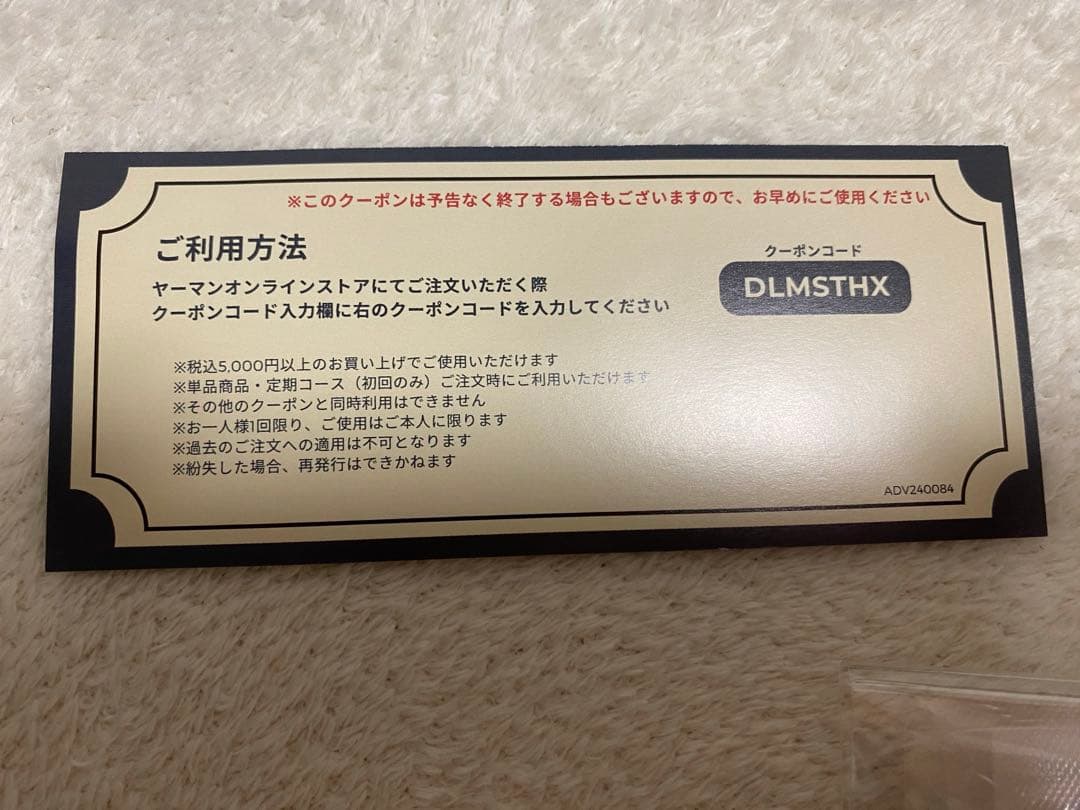 ※このクーポンは予告なく終了する場合もございますので、お早めにご使用ください
ご利用方法
ヤーマンオンラインストアにてご注文いただく際
クーポンコード入力欄に右のクーポンコードを入力してください
クーポンコード
DLMSTHX
※税込5,000円以上のお買い上げでご使用いただけます
※単品商品・定期コース（初回のみ）ご注文時にご利用いただけます
※その他のクーポンと同時利用はできません
※お一人様1回限り、ご使用はご本人に限ります
※過去のご注文への適用は不可となります
※紛失した場合、再発行はできかねます
ADV240084